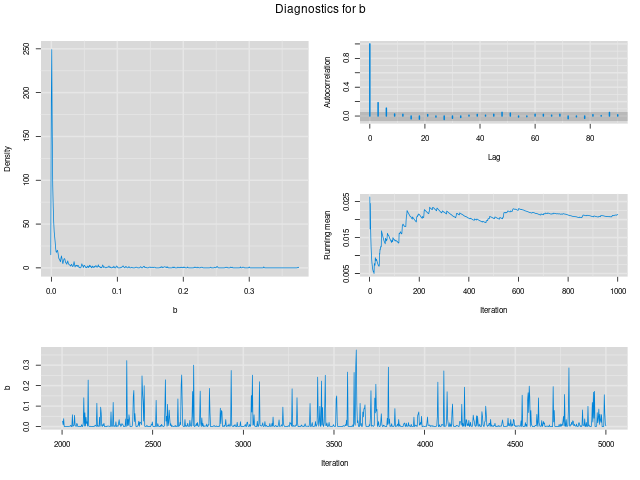 Diagnostics for b
Density
250
200
150
100
50
0
0.0 0.1 0.2 0.3
b
Autocorrelation
0.8
0.4
0.0
0 20 40 60 80
Lag
Running mean
0.025
0.015
0.005
0 200 400 600 800 1000
Iteration
b
0.3
0.2
0.1
0.0
2000 2500 3000 3500 4000 4500 5000
Iteration